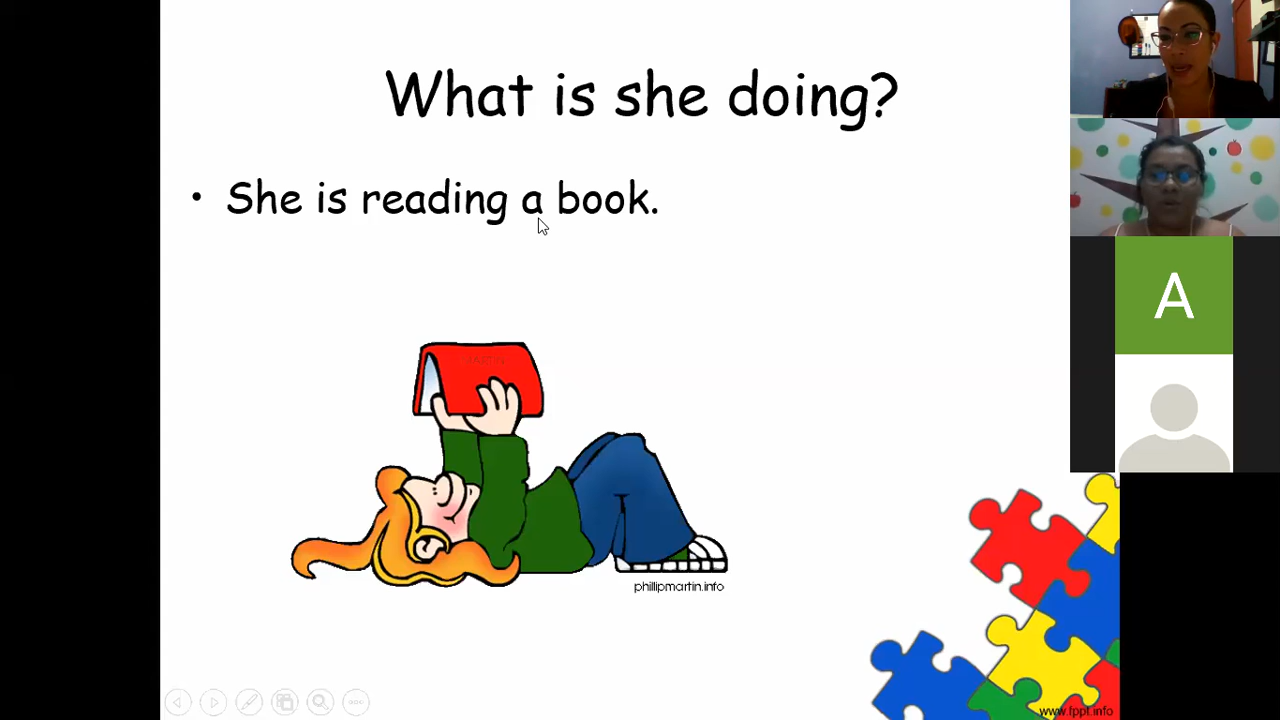 What is she doing?
• She is reading a book.
A
phillipmartin.info
www.fppt.info